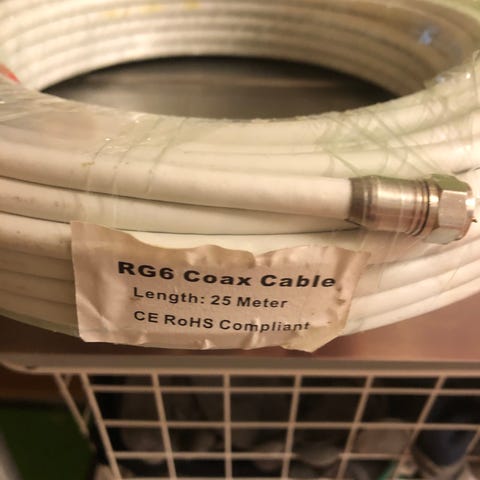 RG6 Coax Cable
Length: 25 Meter
CE RoHS Compliant